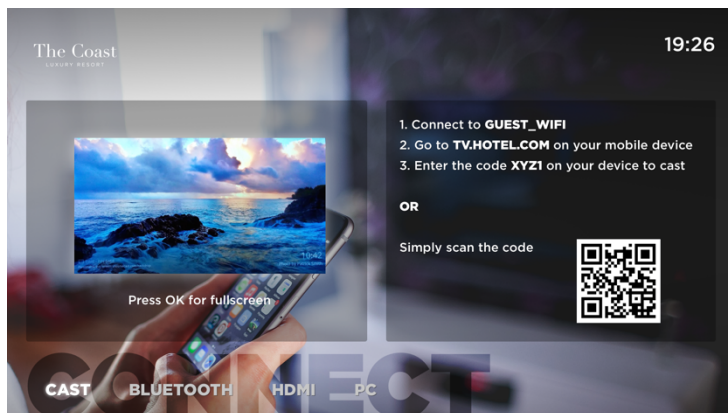 The Coast
LUXURY RESORT
19:26
10:42
Press OK for fullscreen
1. Connect to GUEST_WIFI
2. Go to TV.HOTEL.COM on your mobile device
3. Enter the code XYZ1 on your device to cast
OR
Simply scan the code
CONNECT
CAST
BLUETOOTH
HDMI
PC